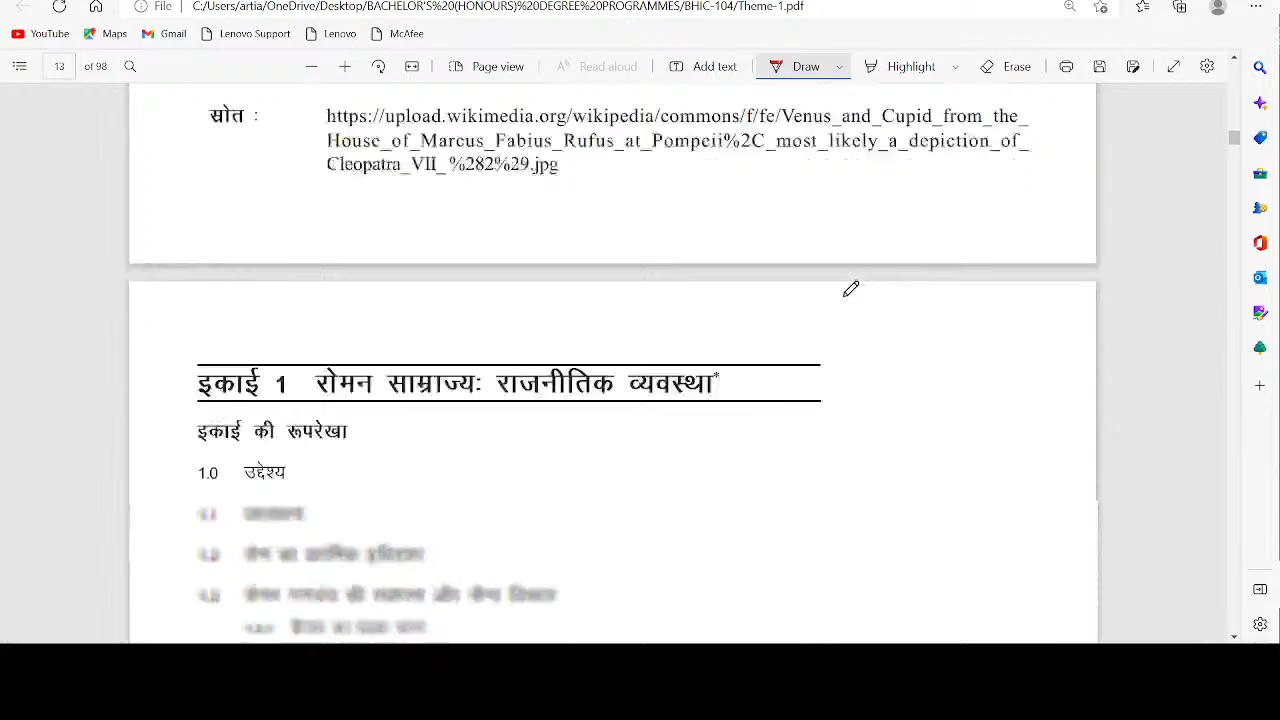 File C:/Users/artia/OneDrive/Desktop/BACHELOR'S%20(HONOURS)%20DEGREE%20PROGRAMMES/BHIC-104/Theme-1.pdf
YouTube Maps Gmail Lenovo Support Lenovo McAfee
13 of 98 Page view Read aloud Add text Draw Highlight Erase
स्रोत : https://upload.wikimedia.org/wikipedia/commons/f/fe/Venus_and_Cupid_from_the_
House_of_Marcus_Fabius_Rufus_at_Pompeii%2C_most_likely_a_depiction_of_
Cleopatra_VII_%282%29.jpg
इकाई 1 रोमन साम्राज्य: राजनीतिक व्यवस्था*
इकाई की रूपरेखा
1.0 उद्देश्य